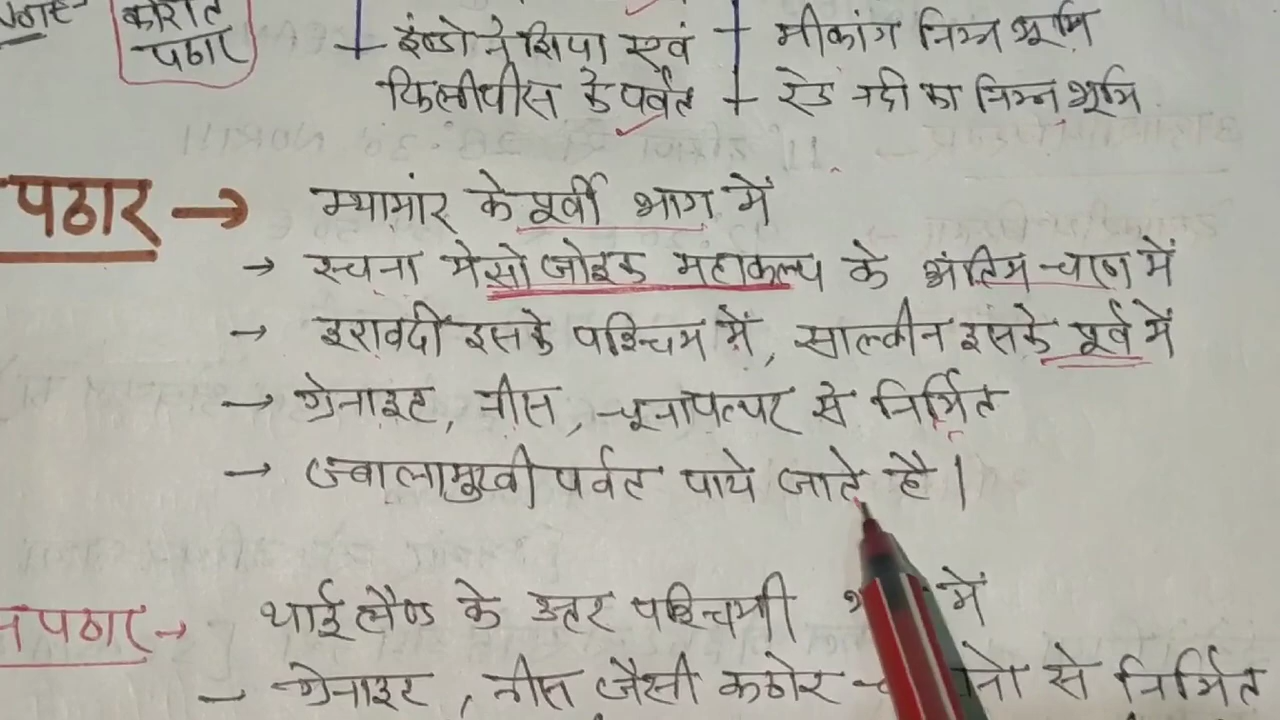 कोरात
पठार
इंण्डोनेशिया एवं
फिलीपीस के पर्वत
मीकांग निम्न भूमि
रेड नदी का निम्न भूमि
पठार → म्यामांर के पूर्वी भाग में
→ रचना मेसोजोइक महाकल्प के अंतिम चरण में
→ इरावदी इसके पश्चिम में, साल्वीन इसके पूर्व में
→ ग्रेनाइट, नीस, चूनापत्थर से निर्मित
→ ज्वालामुखी पर्वत पाये जाते है।
पठार → थाईलैण्ड के उत्तर पश्चिमी में
- ग्रेनाइट, नीस जैसी कठोर से निर्मित